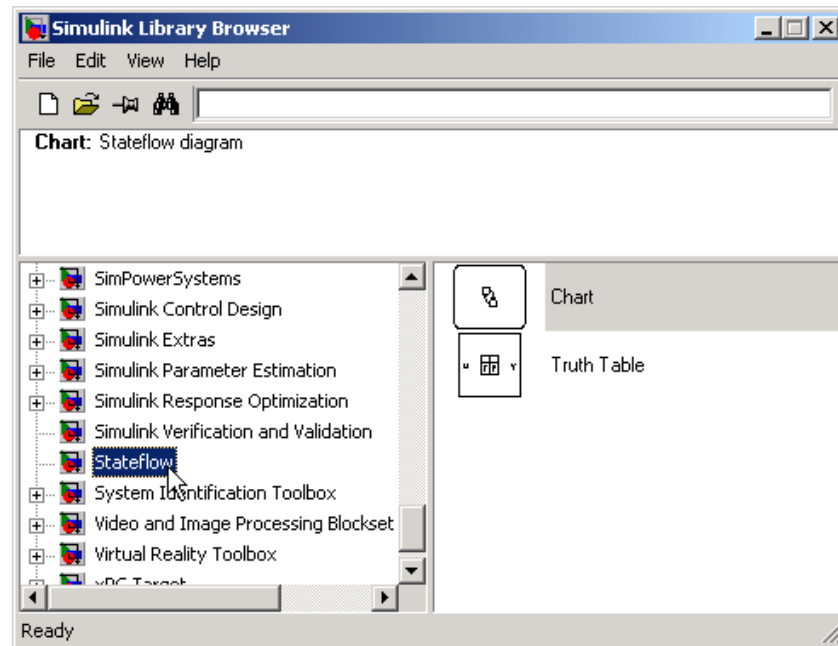 Simulink Library Browser
File Edit View Help
Chart: Stateflow diagram
SimPowerSystems
Simulink Control Design
Simulink Extras
Simulink Parameter Estimation
Simulink Response Optimization
Simulink Verification and Validation
Stateflow
System Identification Toolbox
Video and Image Processing Blockset
Virtual Reality Toolbox
xPC Target
Chart
u y
Truth Table
Ready